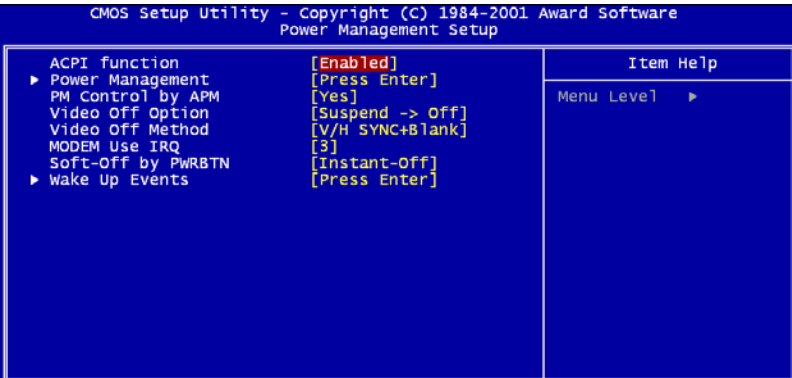 CMOS Setup Utility - Copyright (C) 1984-2001 Award Software
Power Management Setup
ACPI function [Enabled]
▶ Power Management [Press Enter]
PM Control by APM [Yes]
Video Off Option [Suspend -> Off]
Video Off Method [V/H SYNC+Blank]
MODEM Use IRQ [3]
Soft-Off by PWRBTN [Instant-Off]
▶ Wake Up Events [Press Enter]
Item Help
Menu Level ▶